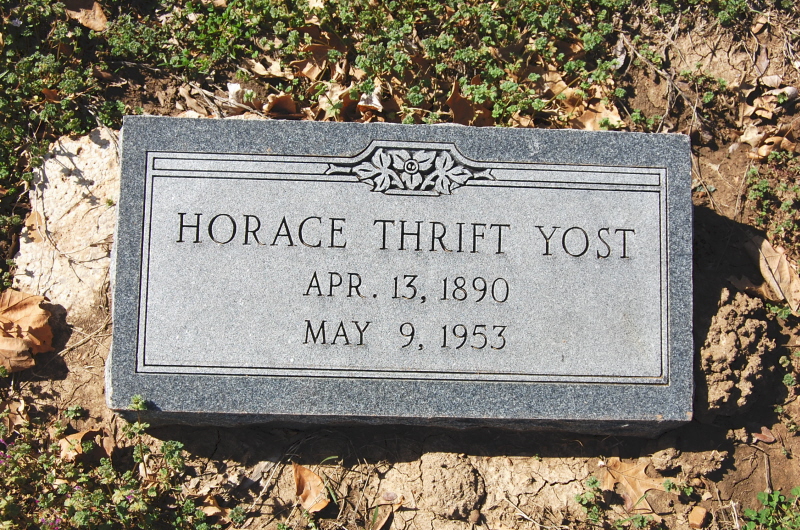 HORACE THRIFT YOST
APR. 13, 1890
MAY 9, 1953